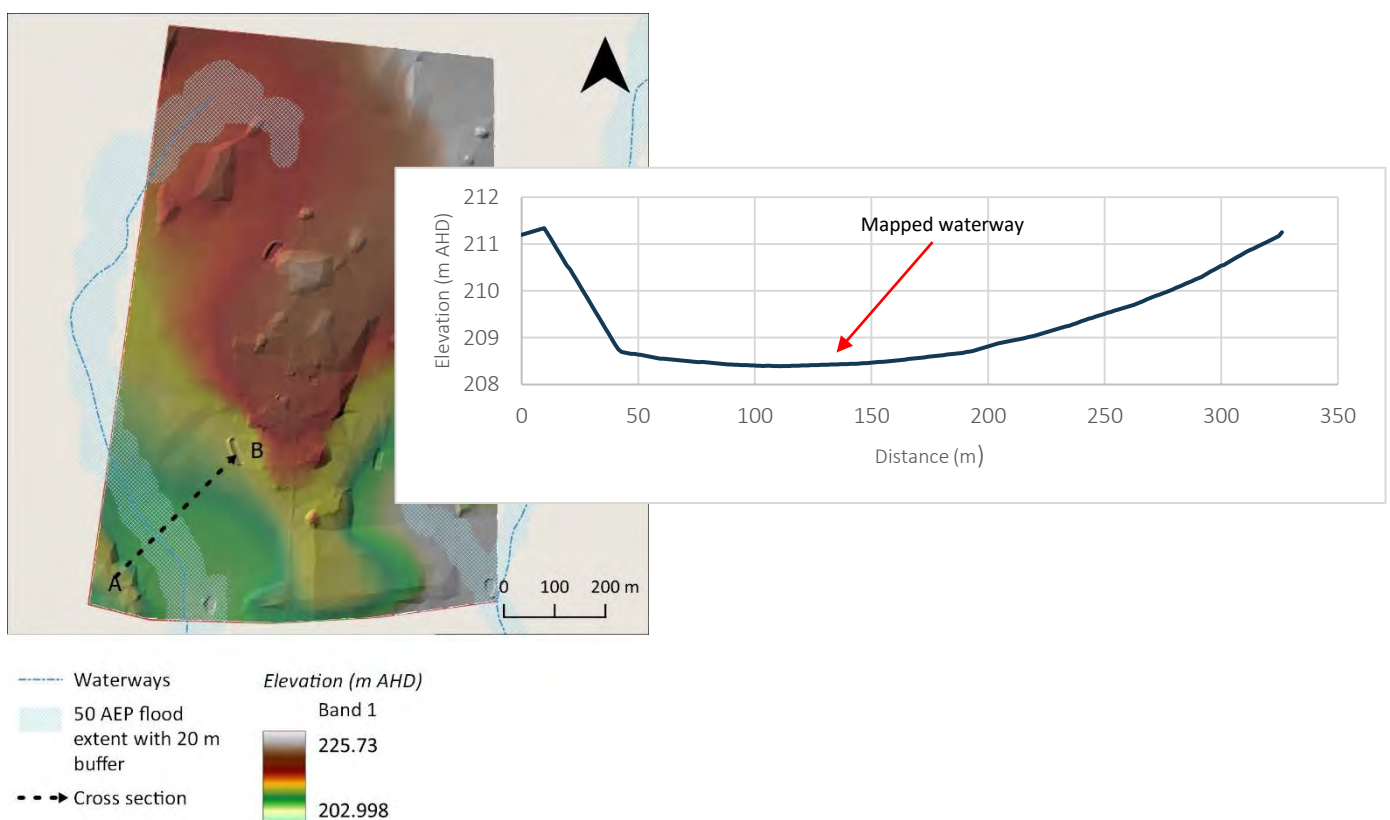 212
211
210
209
208
Elevation (m AHD)
Mapped waterway
0 50 100 150 200 250 300 350
Distance (m)
B
A
0 100 200 m
Waterways
50 AEP flood
extent with 20 m
buffer
Cross section
Elevation (m AHD)
Band 1
225.73
202.998